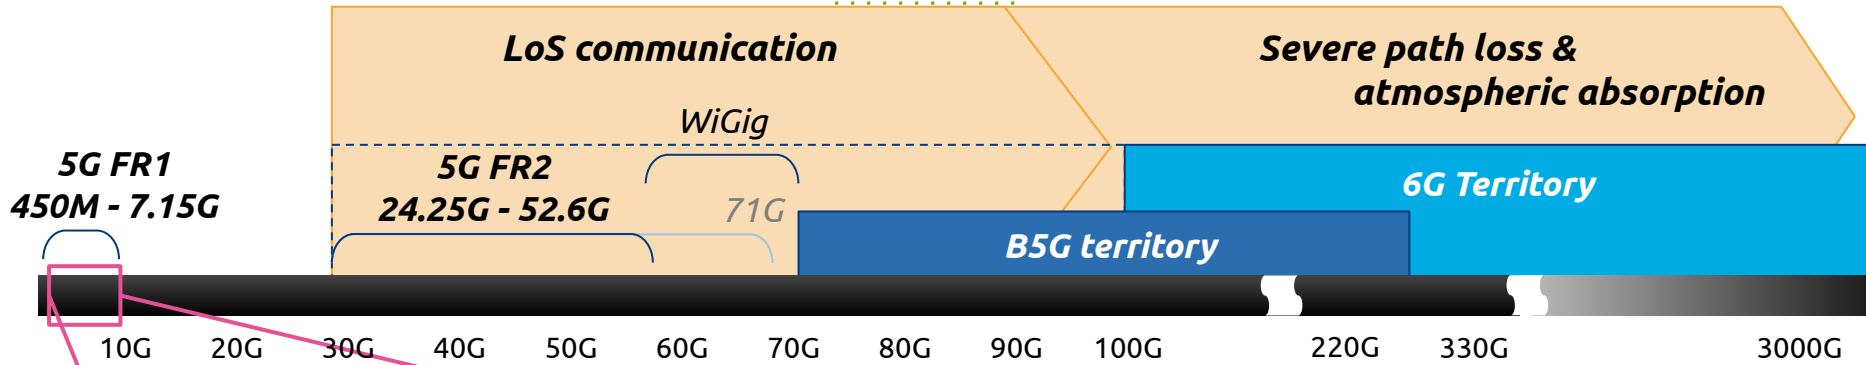 LoS communication
Severe path loss &
atmospheric absorption
WiGig
5G FR1
450M - 7.15G
5G FR2
24.25G - 52.6G
71G
6G Territory
B5G territory
10G 20G 30G 40G 50G 60G 70G 80G 90G 100G 220G 330G 3000G